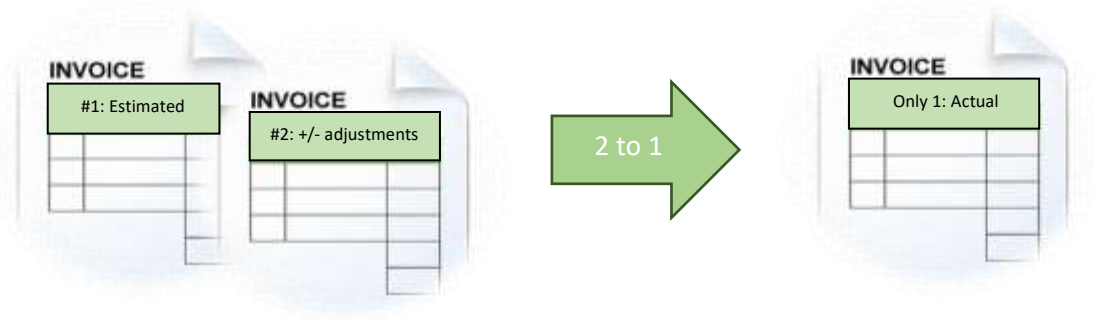 INVOICE
#1: Estimated
INVOICE
#2: +/- adjustments
2 to 1
INVOICE
Only 1: Actual